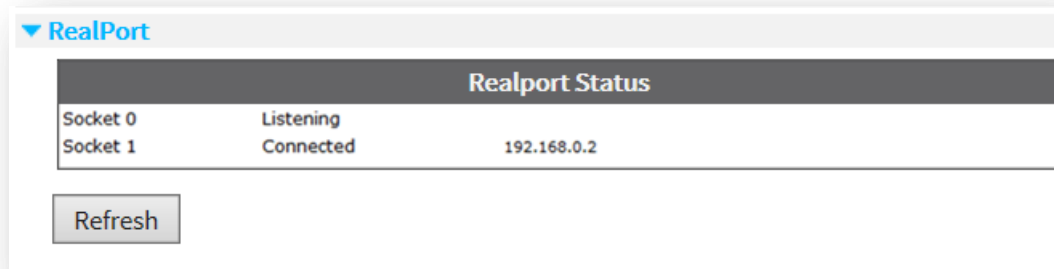 RealPort
Realport Status
Socket 0 Listening
Socket 1 Connected 192.168.0.2
Refresh